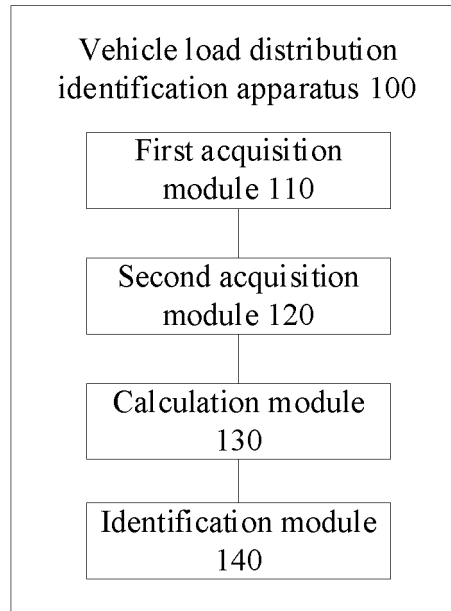 Vehicle load distribution
identification apparatus 100
First acquisition
module 110
Second acquisition
module 120
Calculation module
130
Identification module
140